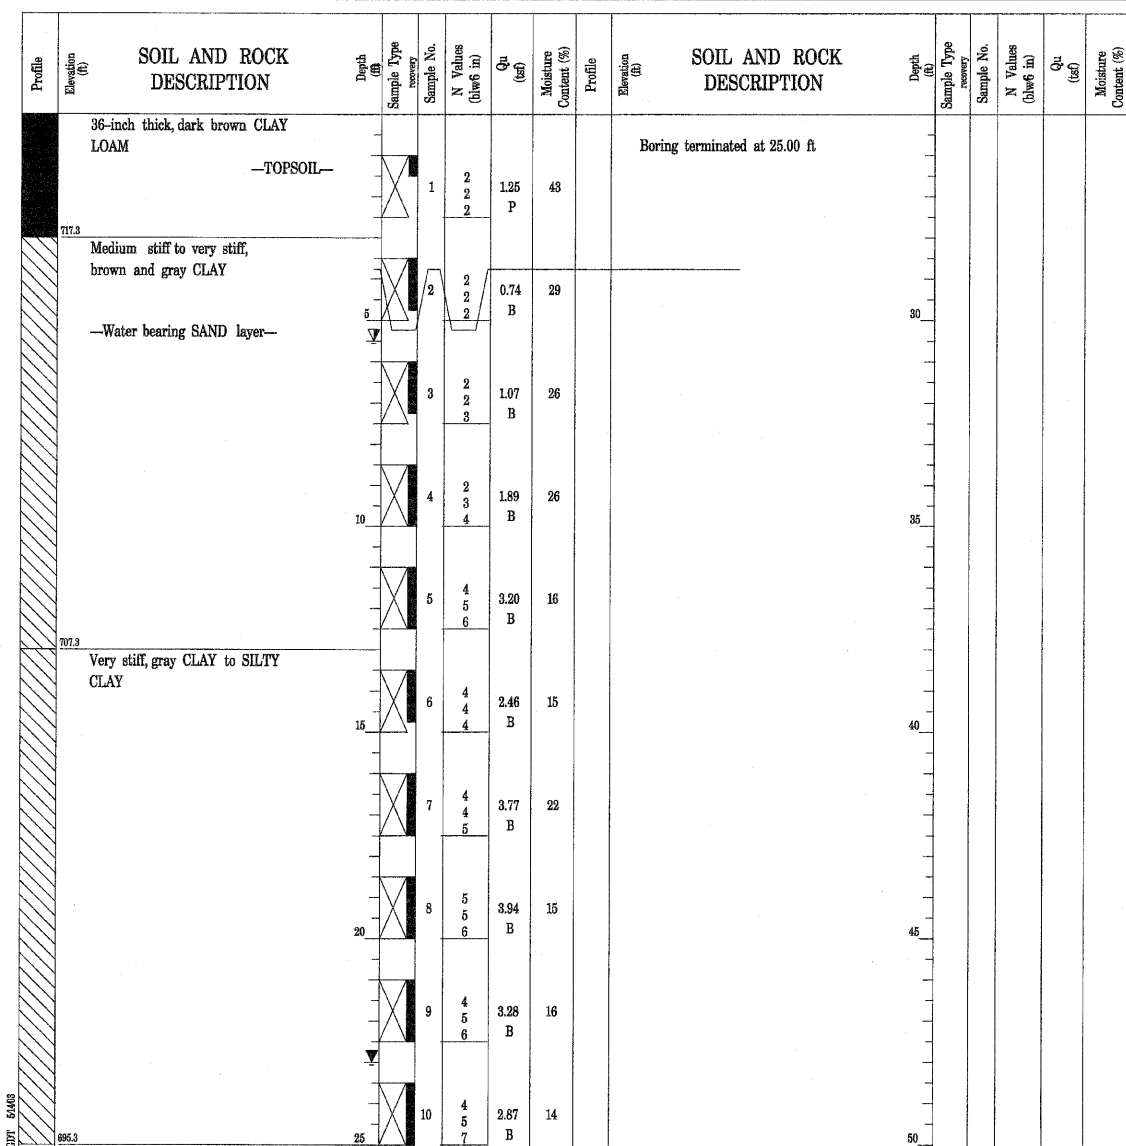 Profile
Elevation (ft)
SOIL AND ROCK
DESCRIPTION
Depth (ft)
Sample Type
recovery
Sample No.
N Values
(blw/6 in)
Qu
(tsf)
Moisture
Content (%)
Profile
Elevation
(ft)
SOIL AND ROCK
DESCRIPTION
Depth
(ft)
Sample Type
recovery
Sample No.
N Values
(blw/6 in)
Qu
(tsf)
Moisture
Content (%)
36-inch thick, dark brown CLAY
LOAM
—TOPSOIL—
1
2
2
2
1.25
P
43
717.3
Medium stiff to very stiff,
brown and gray CLAY
2
2
2
2
0.74
B
29
5
—Water bearing SAND layer—
3
2
2
3
1.07
B
26
4
2
3
4
1.89
B
26
10
5
4
5
6
3.20
B
16
707.3
Very stiff, gray CLAY to SILTY
CLAY
6
4
4
4
2.46
B
15
15
7
4
4
5
3.77
B
22
8
5
5
6
3.94
B
15
20
9
4
5
6
3.28
B
16
10
4
5
7
2.87
B
14
695.3
25
Boring terminated at 25.00 ft
30
35
40
45
50